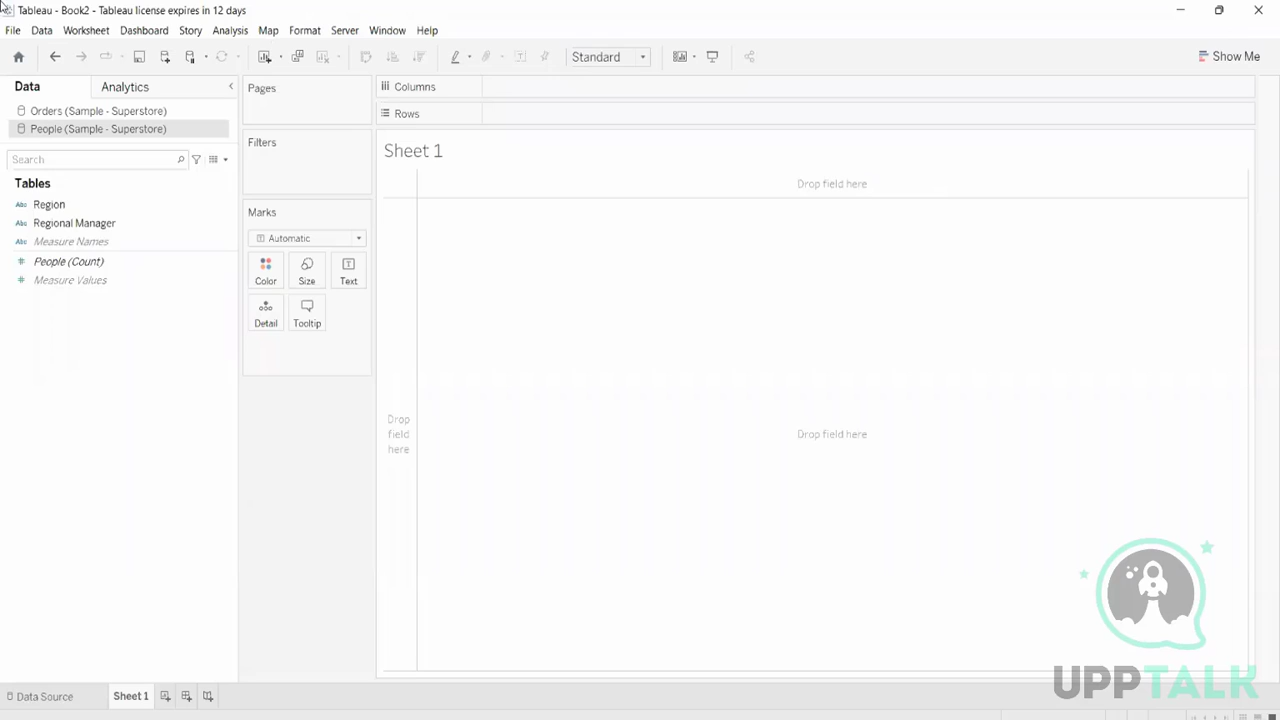 Tableau - Book2 - Tableau license expires in 12 days
File Data Worksheet Dashboard Story Analysis Map Format Server Window Help
Standard
Show Me
Data Analytics
Orders (Sample - Superstore)
People (Sample - Superstore)
Search
Tables
Abc Region
Abc Regional Manager
Abc Measure Names
# People (Count)
# Measure Values
Pages
Filters
Marks
Automatic
Color Size Text
Detail Tooltip
Columns
Rows
Sheet 1
Drop field here
Drop
field
here
Drop field here
UPPTALK
Data Source Sheet 1